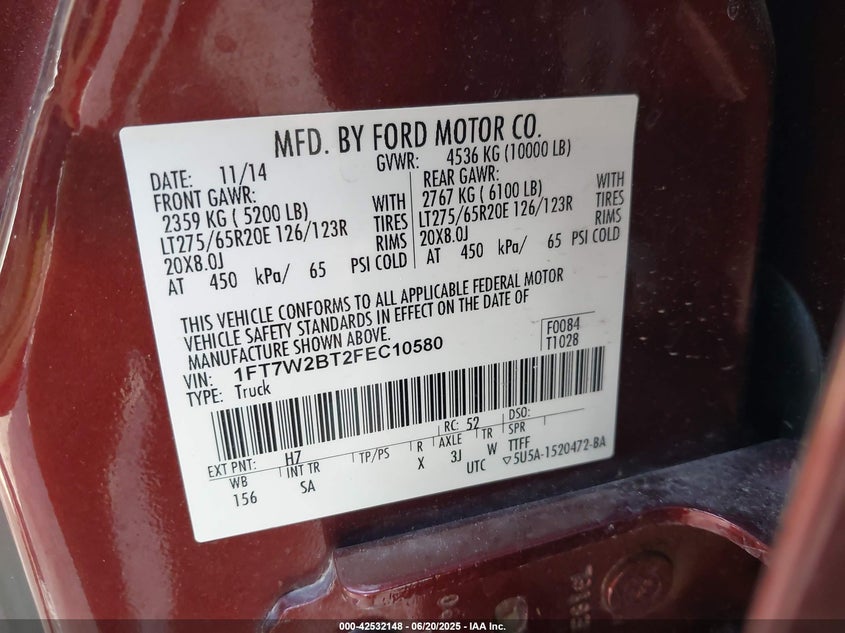 MFD. BY FORD MOTOR CO.
DATE: 11/14
GVWR: 4536 KG (10000 LB)
FRONT GAWR:
2359 KG ( 5200 LB) WITH
LT275/65R20E 126/123R TIRES
20X8.0J RIMS
AT 450 kPa/ 65 PSI COLD
REAR GAWR:
2767 KG ( 6100 LB) WITH
LT275/65R20E 126/123R TIRES
20X8.0J RIMS
AT 450 kPa/ 65 PSI COLD
THIS VEHICLE CONFORMS TO ALL APPLICABLE FEDERAL MOTOR
VEHICLE SAFETY STANDARDS IN EFFECT ON THE DATE OF
MANUFACTURE SHOWN ABOVE.
VIN: 1FT7W2BT2FEC10580
TYPE: Truck
F0084
T1028
EXT PNT: H7 RC: 52 DSO:
WB INT TR TP/PS R AXLE TR SPR
156 SA X 3J W TTFF
UTC ▽5U5A-1520472-BA
000-42532148 - 06/20/2025 - IAA Inc.